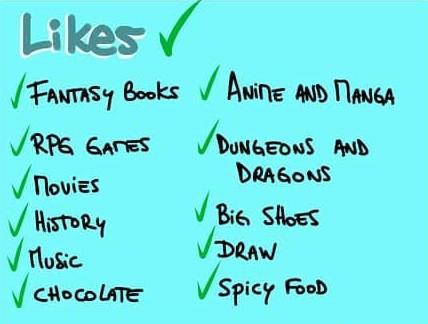 Likes
FANTASY BOOKS
RPG GAMES
MOVIES
HISTORY
MUSIC
CHOCOLATE
ANIME AND MANGA
DUNGEONS AND
DRAGONS
BIG SHOES
DRAW
SPICY FOOD